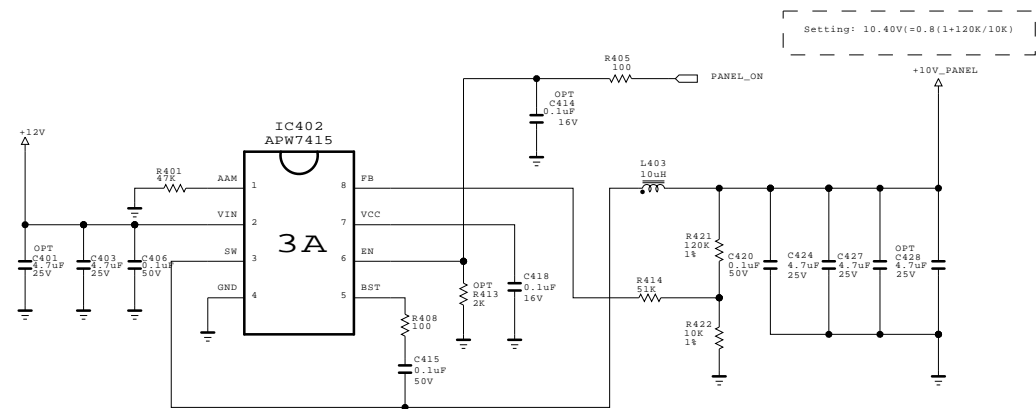 Setting: 10.40V(=0.8(1+120K/10K)
R405
100
PANEL_ON
+10V_PANEL
OPT
C414
0.1uF
16V
+12V
IC402
APW7415
R401
47K
AAM
1
8
FB
L403
10uH
VIN
2
7
VCC
SW
3
3A
6
EN
GND
4
5
BST
OPT
C401
4.7uF
25V
C403
4.7uF
25V
C406
0.1uF
50V
OPT
R413
2K
C418
0.1uF
16V
R408
100
C415
0.1uF
50V
R414
51K
R421
120K
1%
R422
10K
1%
C420
0.1uF
50V
C424
4.7uF
25V
C427
4.7uF
25V
OPT
C428
4.7uF
25V